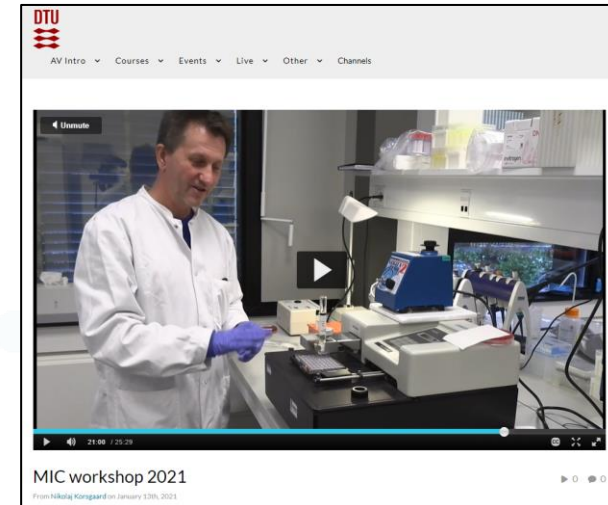 DTU
AV Intro Courses Events Live Other Channels
Unmute
21:00 / 25:29
CC
MIC workshop 2021
0 0
From Nikolaj Korsgaard on January 13th, 2021